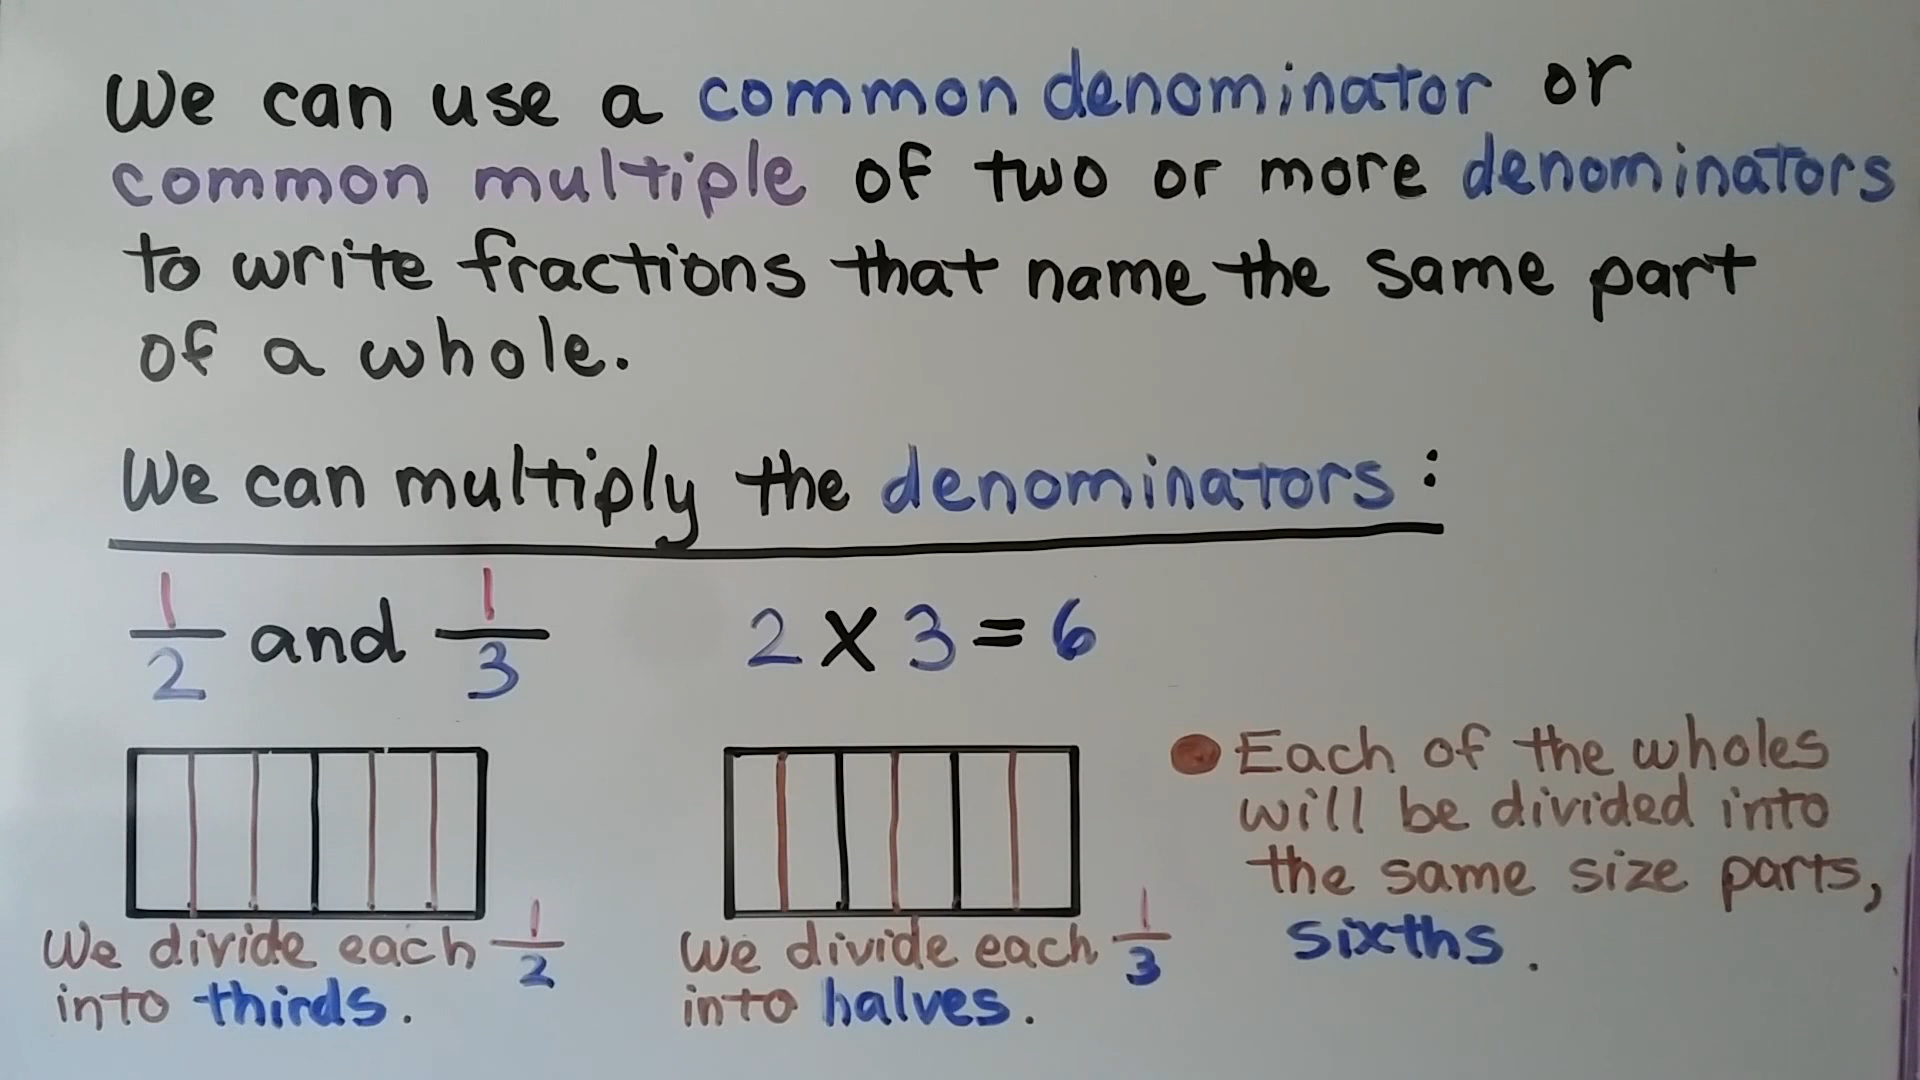 We can use a common denominator or
common multiple of two or more denominators
to write fractions that name the same part
of a whole.
We can multiply the denominators:
1/2 and 1/3 2 X 3 = 6
We divide each 1/2
into thirds.
We divide each 1/3
into halves.
● Each of the wholes
will be divided into
the same size parts,
sixths.